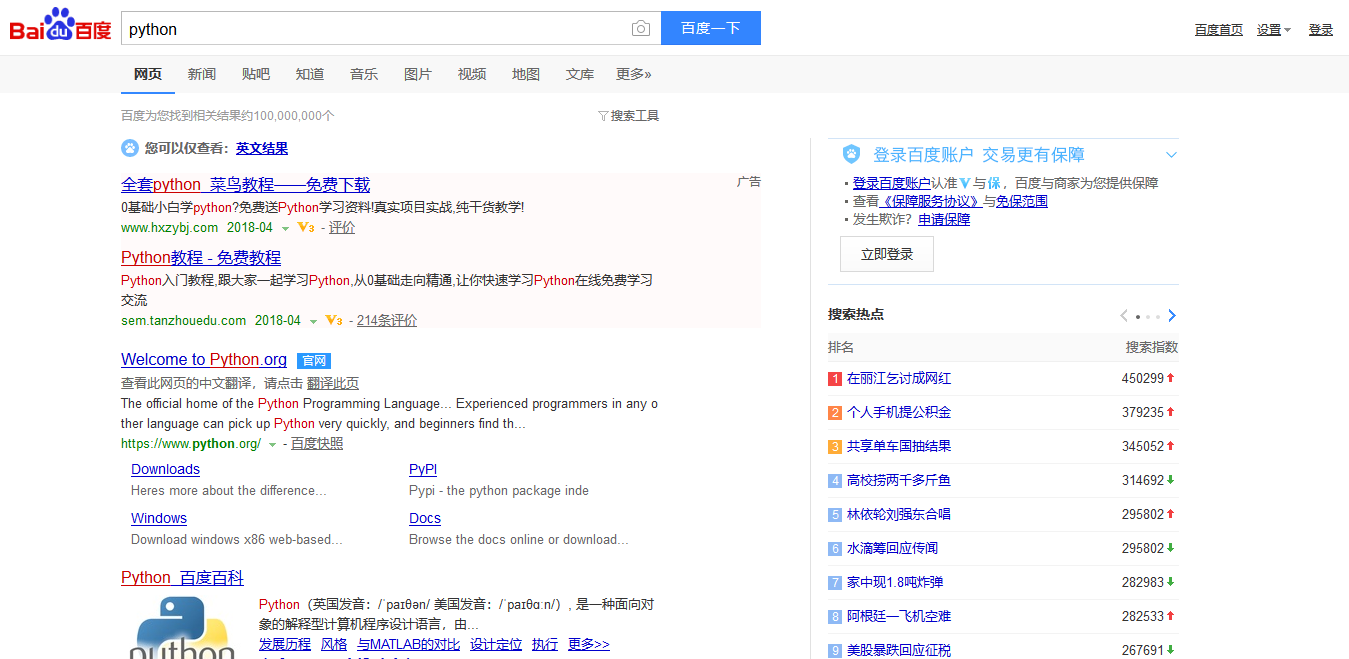 Bai du 百度
python
百度一下
百度首页 设置 登录
网页 新闻 贴吧 知道 音乐 图片 视频 地图 文库 更多»
百度为您找到相关结果约100,000,000个
搜索工具
您可以仅查看：英文结果
全套python_菜鸟教程——免费下载
广告
0基础小白学python?免费送Python学习资料!真实项目实战,纯干货教学!
www.hxzybj.com 2018-04 V3 - 评价
Python教程 - 免费教程
Python入门教程,跟大家一起学习Python,从0基础走向精通,让你快速学习Python在线免费学习
交流
sem.tanzhouedu.com 2018-04 V3 - 214条评价
Welcome to Python.org 官网
查看此网页的中文翻译，请点击 翻译此页
The official home of the Python Programming Language... Experienced programmers in any o
ther language can pick up Python very quickly, and beginners find th...
https://www.python.org/ - 百度快照
Downloads
Heres more about the difference...
PyPI
Pypi - the python package inde
Windows
Download windows x86 web-based...
Docs
Browse the docs online or download...
Python_百度百科
python
Python（英国发音：/ˈpaɪθən/ 美国发音：/ˈpaɪθɑːn/）, 是一种面向对
象的解释型计算机程序设计语言，由...
发展历程 风格 与MATLAB的对比 设计定位 执行 更多>>
登录百度账户 交易更有保障
· 登录百度账户认准V与保，百度与商家为您提供保障
· 查看《保障服务协议》与免保范围
· 发生欺诈？申请保障
立即登录
搜索热点
排名 搜索指数
1 在丽江乞讨成网红 450299
2 个人手机提公积金 379235
3 共享单车国抽结果 345052
4 高校捞两千多斤鱼 314692
5 林依轮刘强东合唱 295802
6 水滴筹回应传闻 295802
7 家中现1.8吨炸弹 282983
8 阿根廷一飞机空难 282533
9 美股暴跌回应征税 267691